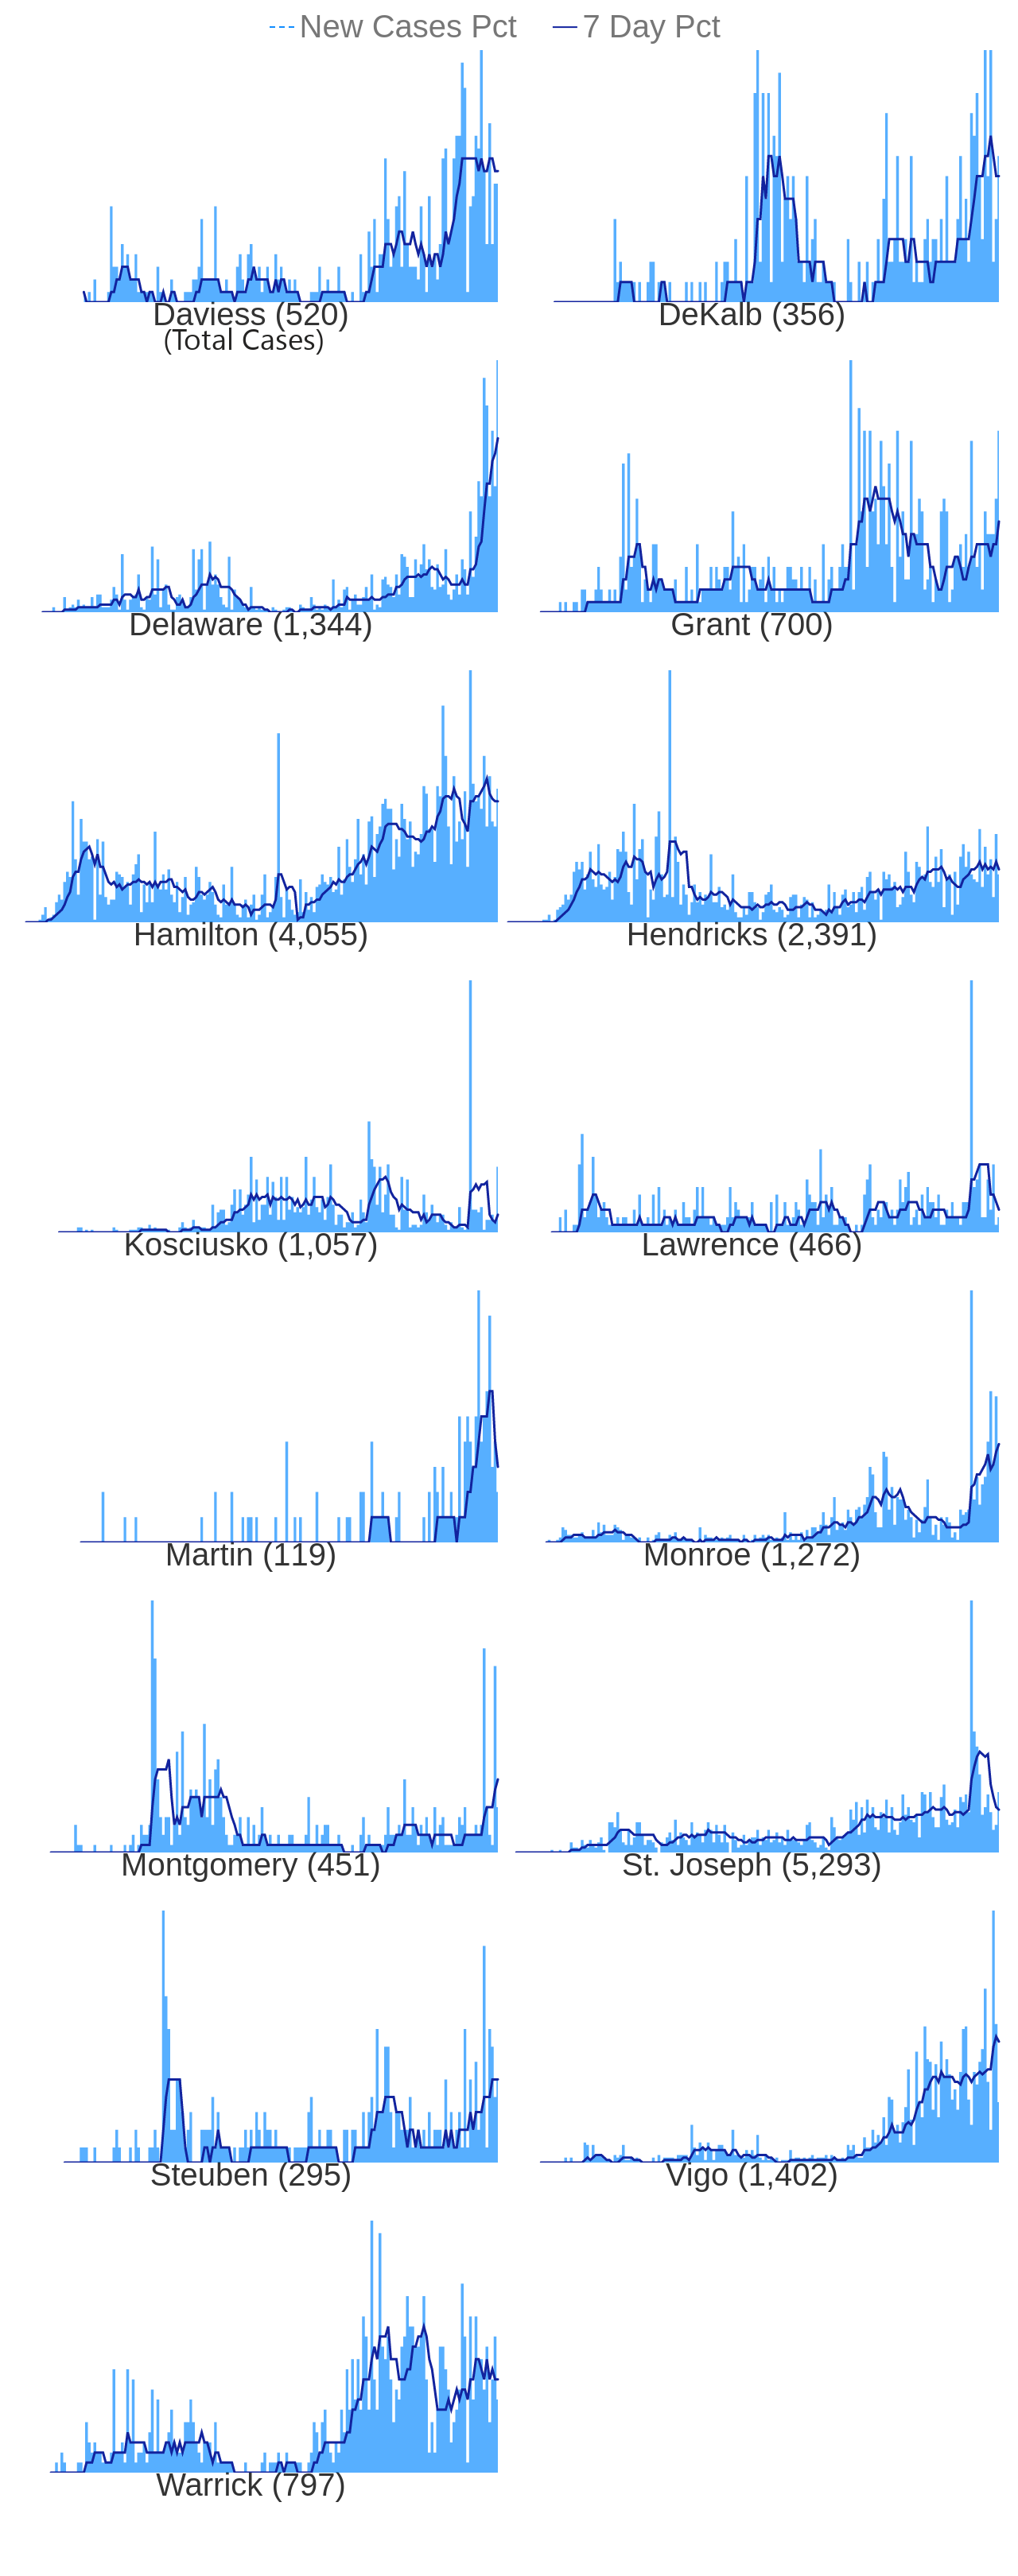 New Cases Pct 7 Day Pct
Daviess (520) DeKalb (356)
(Total Cases)
Delaware (1,344) Grant (700)
Hamilton (4,055) Hendricks (2,391)
Kosciusko (1,057) Lawrence (466)
Martin (119) Monroe (1,272)
Montgomery (451) St. Joseph (5,293)
Steuben (295) Vigo (1,402)
Warrick (797)